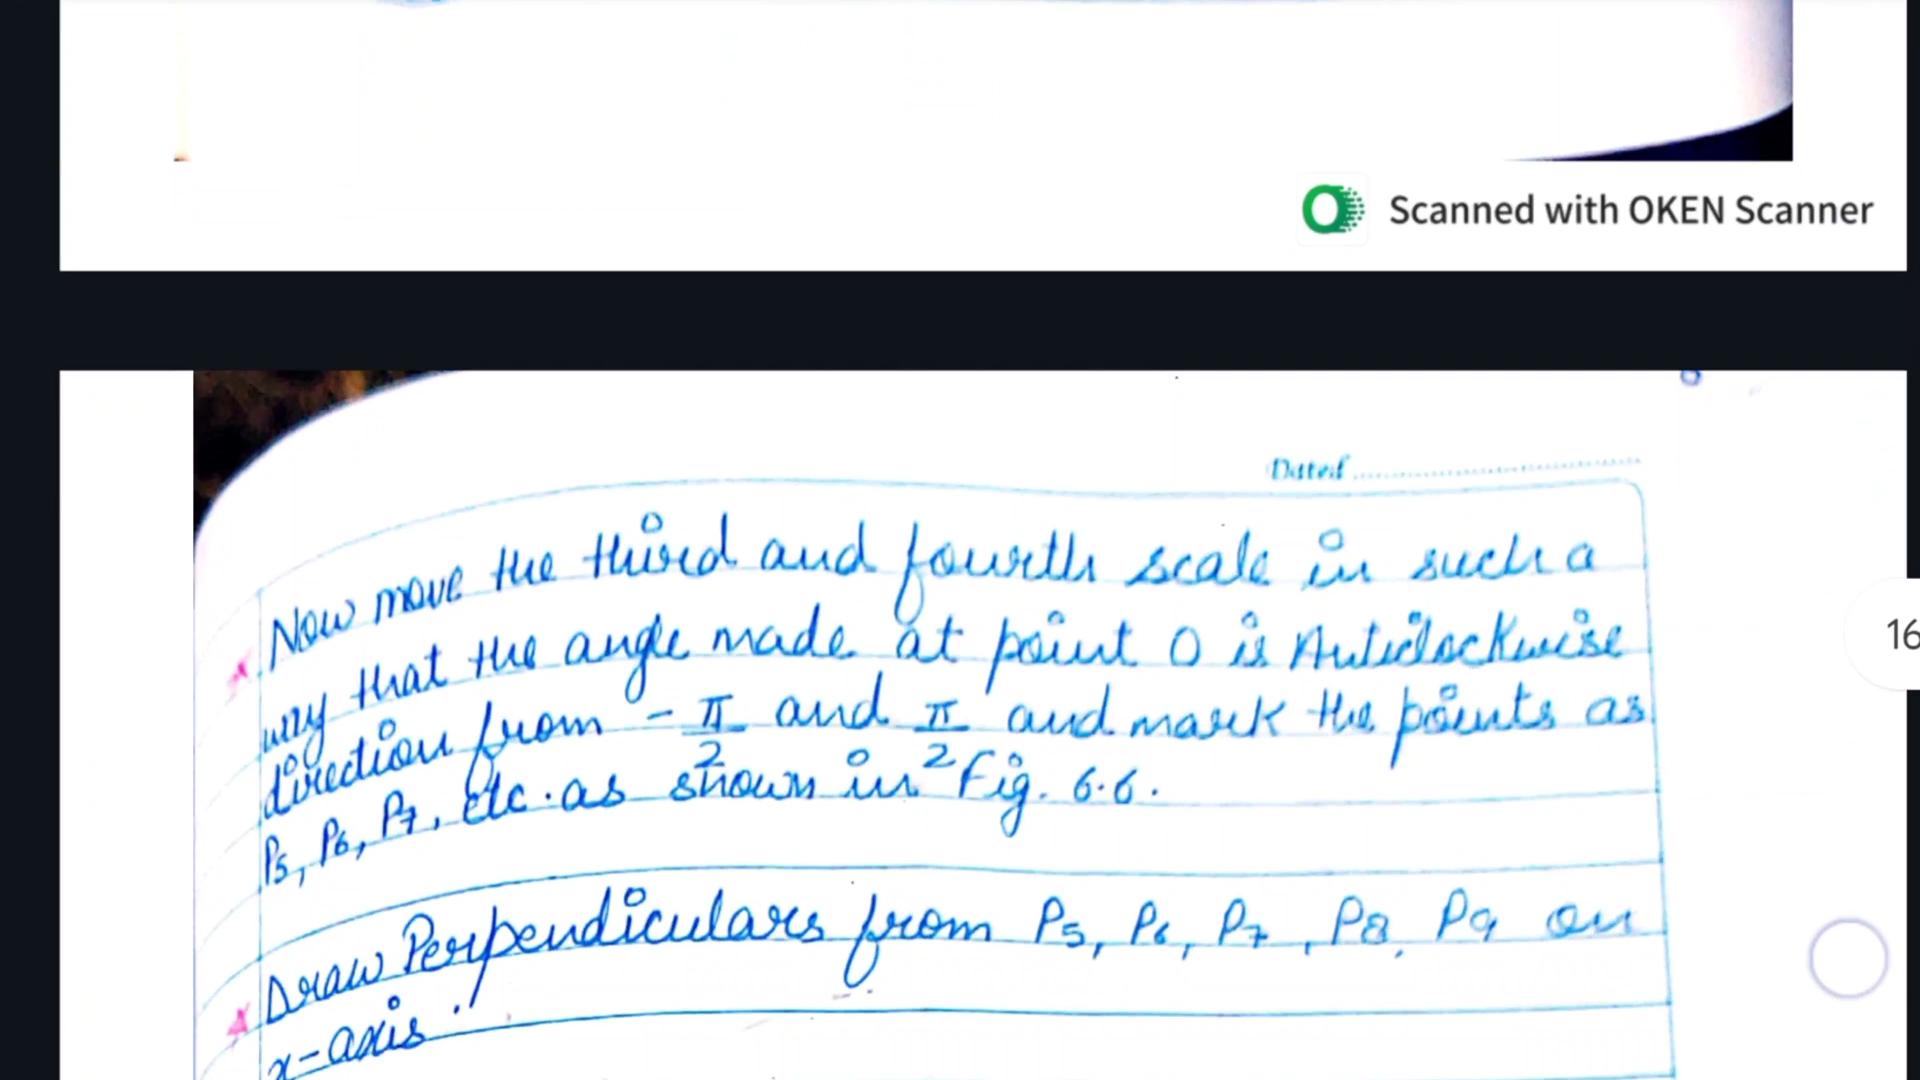 Scanned with OKEN Scanner
Dated
Now move the third and fourth scale in such a
way that the angle made at point O is Anticlockwise
direction from - π/2 and π/2 and mark the points as
P5, P6, P7, etc. as shown in Fig. 6.6.
Draw Perpendiculars from P5, P6, P7, P8, P9 on
x-axis.
16